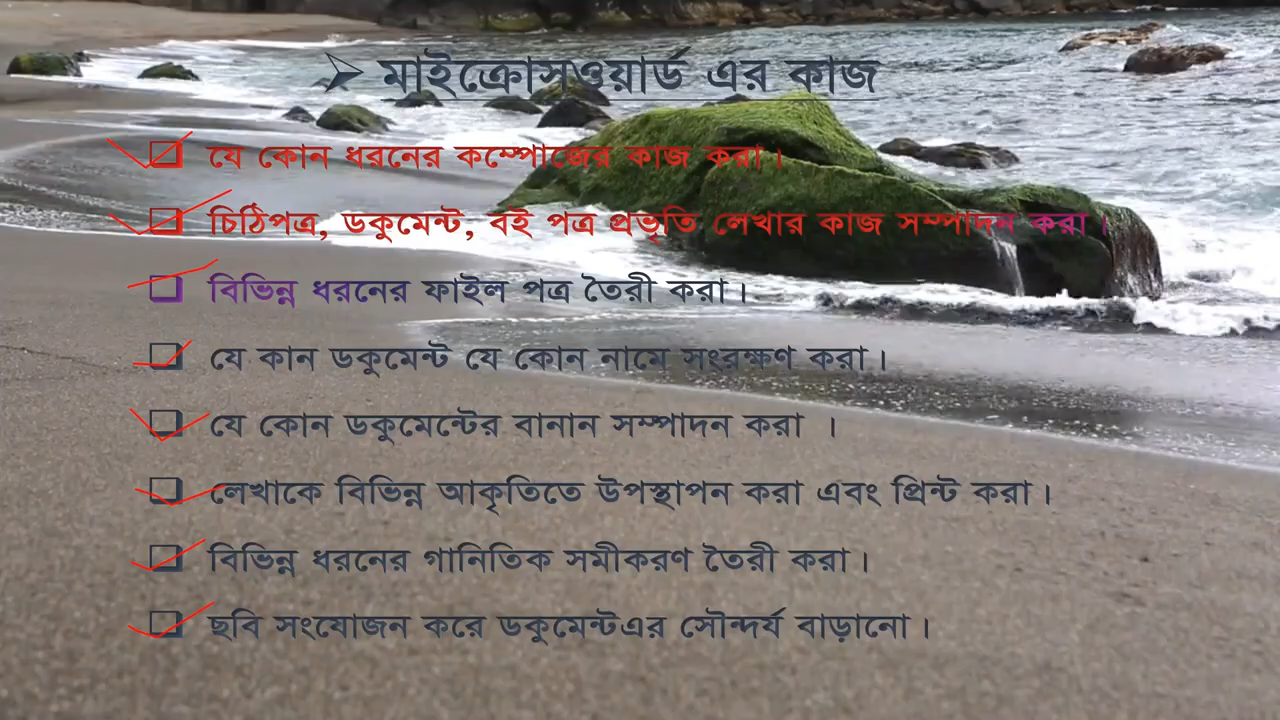 মাইক্রোসওয়ার্ড এর কাজ
যে কোন ধরনের কম্পোজের কাজ করা।
চিঠিপত্র, ডকুমেন্ট, বই পত্র প্রভৃতি লেখার কাজ সম্পাদন করা।
বিভিন্ন ধরনের ফাইল পত্র তৈরী করা।
যে কান ডকুমেন্ট যে কোন নামে সংরক্ষণ করা।
যে কোন ডকুমেন্টের বানান সম্পাদন করা ।
লেখাকে বিভিন্ন আকৃতিতে উপস্থাপন করা এবং প্রিন্ট করা।
বিভিন্ন ধরনের গানিতিক সমীকরণ তৈরী করা।
ছবি সংযোজন করে ডকুমেন্টএর সৌন্দর্য বাড়ানো।